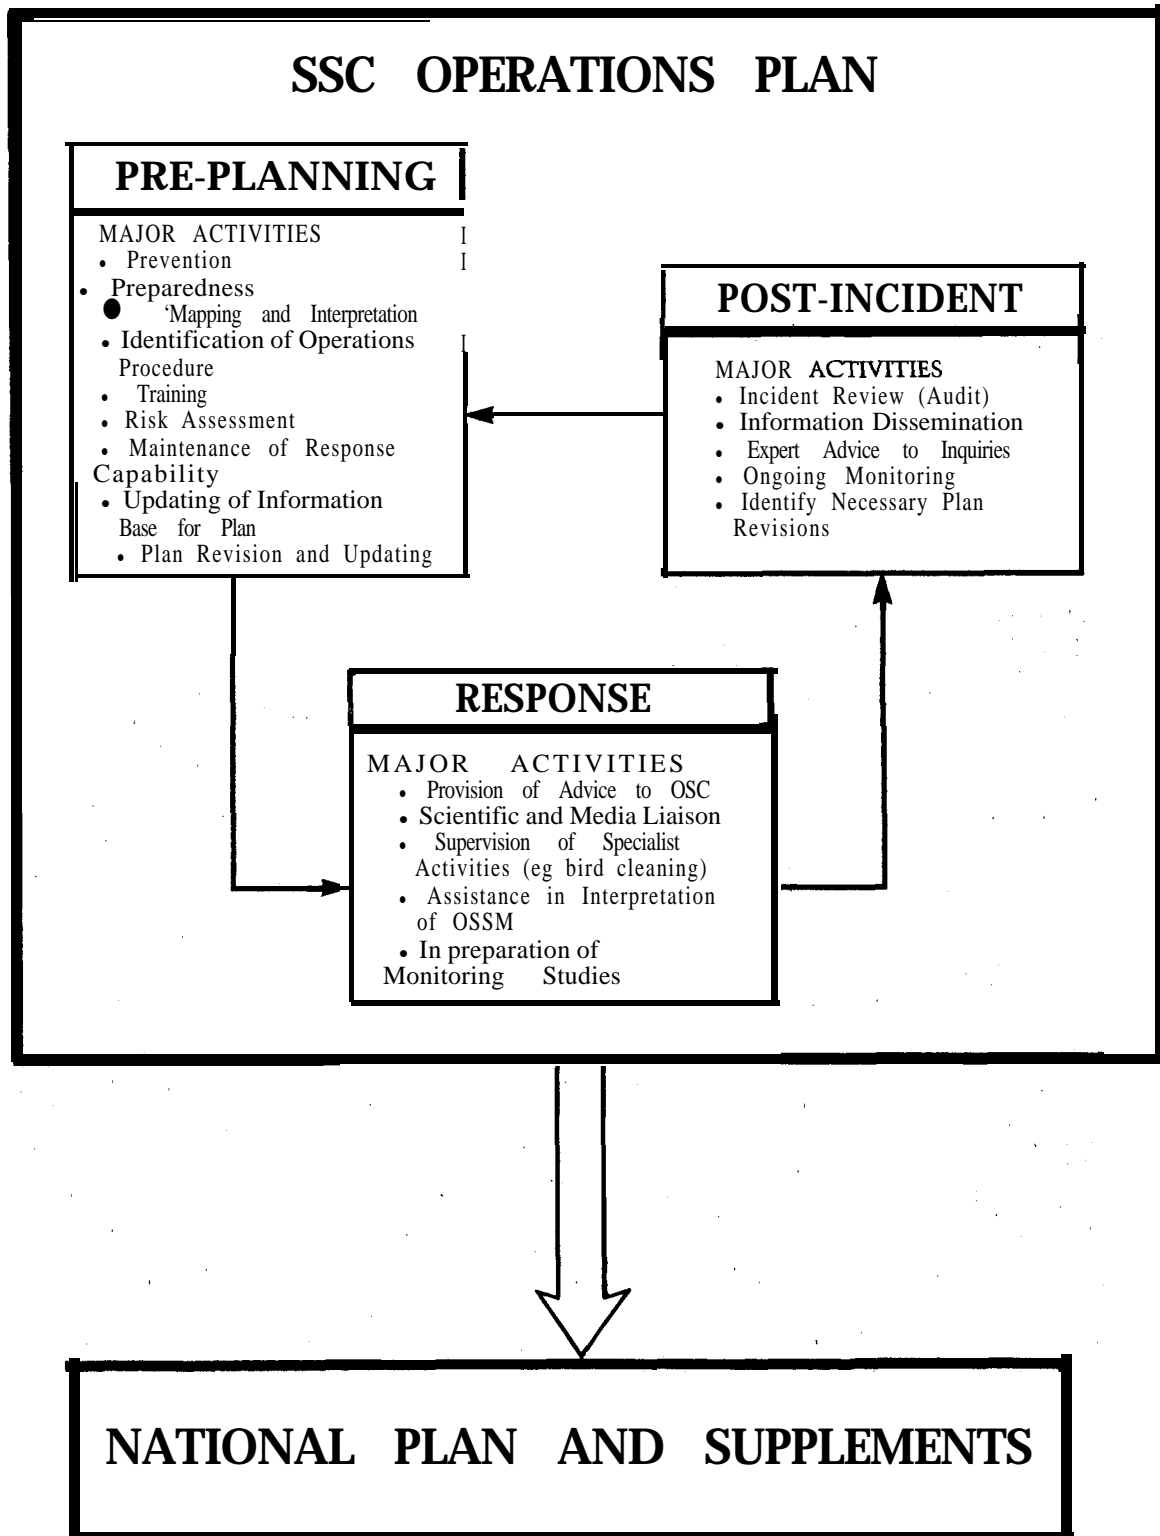 SSC OPERATIONS PLAN
PRE-PLANNING
MAJOR ACTIVITIES
• Prevention
• Preparedness
● ‘Mapping and Interpretation
• Identification of Operations
Procedure
• Training
• Risk Assessment
• Maintenance of Response
Capability
• Updating of Information
Base for Plan
• Plan Revision and Updating
POST-INCIDENT
MAJOR ACTIVITIES
• Incident Review (Audit)
• Information Dissemination
• Expert Advice to Inquiries
• Ongoing Monitoring
• Identify Necessary Plan
Revisions
RESPONSE
MAJOR ACTIVITIES
• Provision of Advice to OSC
• Scientific and Media Liaison
• Supervision of Specialist
Activities (eg bird cleaning)
• Assistance in Interpretation
of OSSM
• In preparation of
Monitoring Studies
NATIONAL PLAN AND SUPPLEMENTS